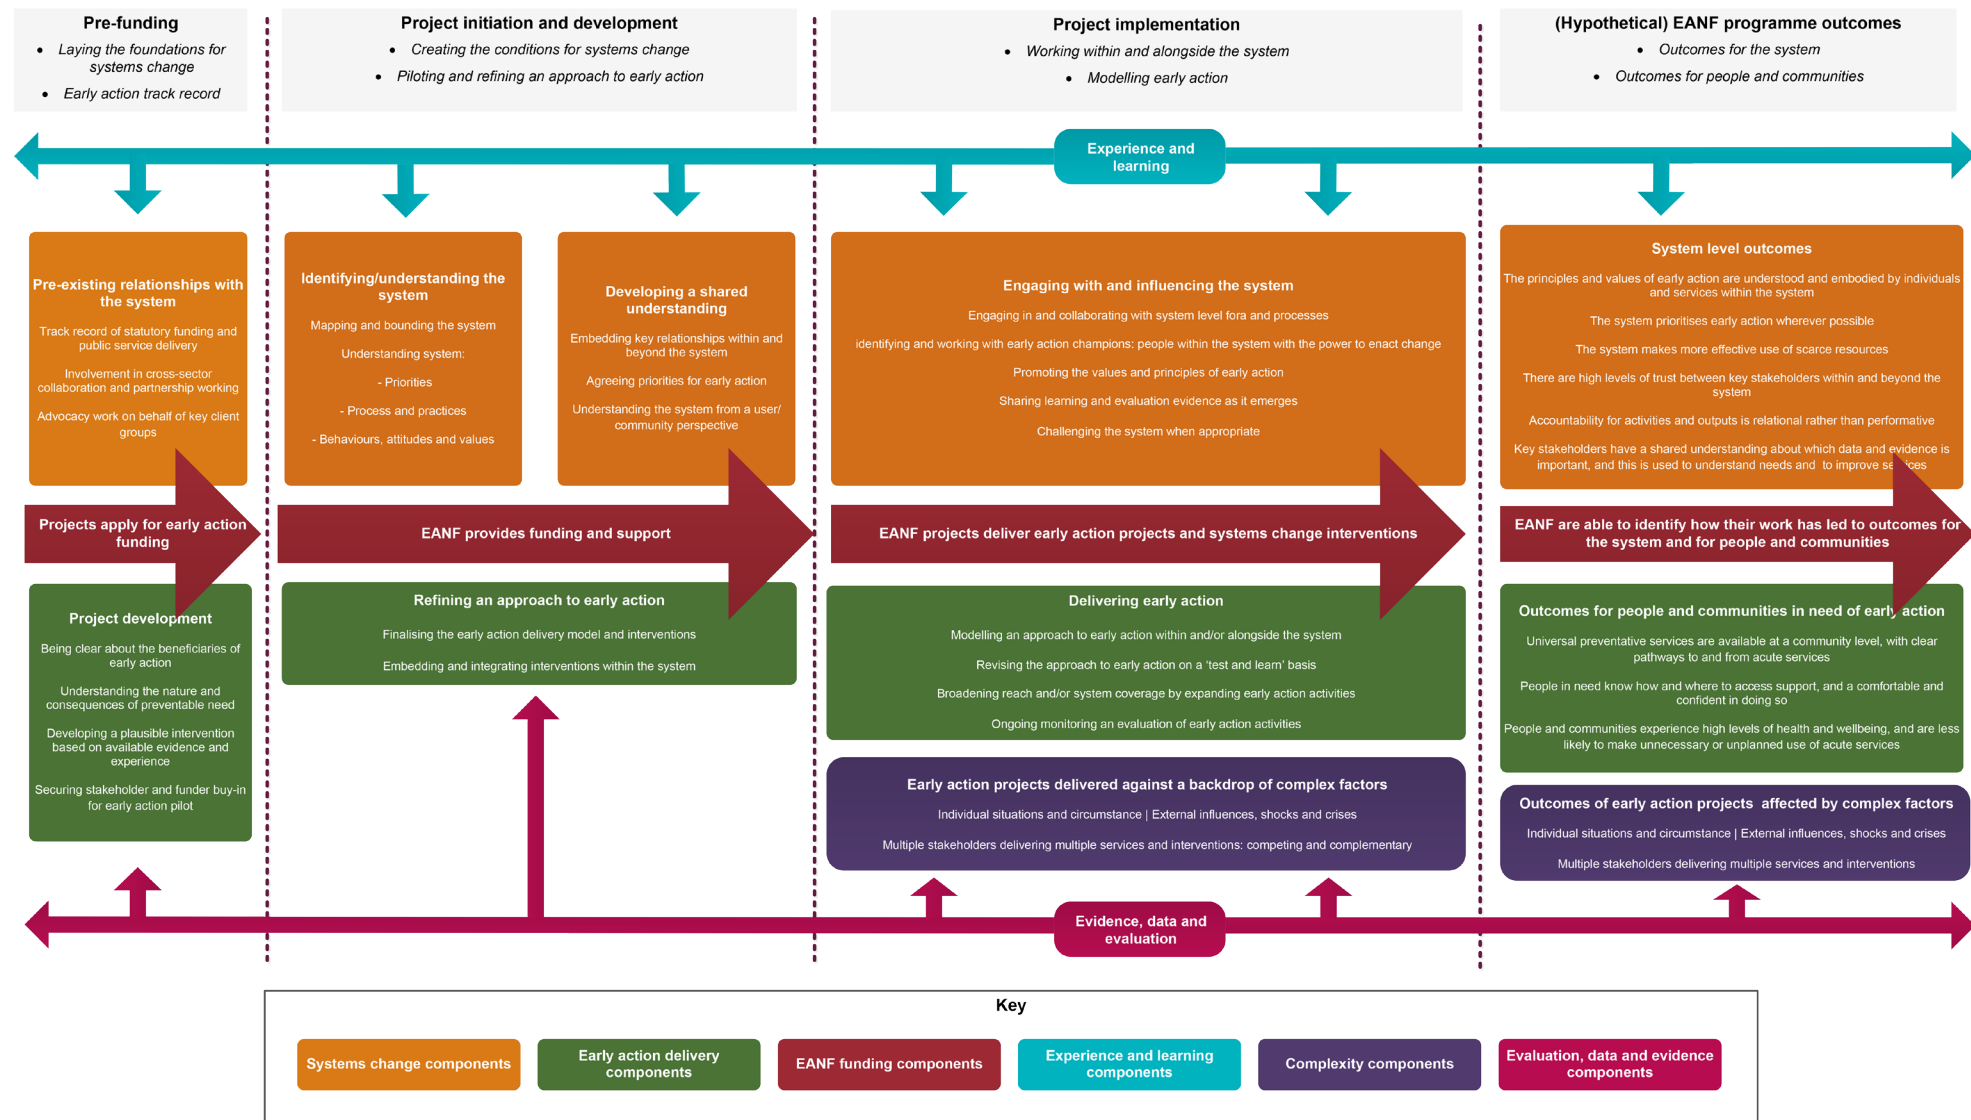 Pre-funding
• Laying the foundations for
systems change
• Early action track record
Project initiation and development
• Creating the conditions for systems change
• Piloting and refining an approach to early action
Project implementation
• Working within and alongside the system
• Modelling early action
(Hypothetical) EANF programme outcomes
• Outcomes for the system
• Outcomes for people and communities
Experience and
learning
Pre-existing relationships with
the system
Track record of statutory funding and
public service delivery
Involvement in cross-sector
collaboration and partnership working
Advocacy work on behalf of key client
groups
Identifying/understanding the
system
Mapping and bounding the system
Understanding system:
- Priorities
- Process and practices
- Behaviours, attitudes and values
Developing a shared
understanding
Embedding key relationships within and
beyond the system
Agreeing priorities for early action
Understanding the system from a user/
community perspective
Engaging with and influencing the system
Engaging in and collaborating with system level fora and processes
identifying and working with early action champions: people within the system with the power to enact change
Promoting the values and principles of early action
Sharing learning and evaluation evidence as it emerges
Challenging the system when appropriate
System level outcomes
The principles and values of early action are understood and embodied by individuals
and services within the system
The system prioritises early action wherever possible
The system makes more effective use of scarce resources
There are high levels of trust between key stakeholders within and beyond the
system
Accountability for activities and outputs is relational rather than performative
Key stakeholders have a shared understanding about which data and evidence is
important, and this is used to understand needs and to improve services
Projects apply for early action
funding
EANF provides funding and support
EANF projects deliver early action projects and systems change interventions
EANF are able to identify how their work has led to outcomes for
the system and for people and communities
Project development
Being clear about the beneficiaries of
early action
Understanding the nature and
consequences of preventable need
Developing a plausible intervention
based on available evidence and
experience
Securing stakeholder and funder buy-in
for early action pilot
Refining an approach to early action
Finalising the early action delivery model and interventions
Embedding and integrating interventions within the system
Delivering early action
Modelling an approach to early action within and/or alongside the system
Revising the approach to early action on a ‘test and learn’ basis
Broadening reach and/or system coverage by expanding early action activities
Ongoing monitoring an evaluation of early action activities
Outcomes for people and communities in need of early action
Universal preventative services are available at a community level, with clear
pathways to and from acute services
People in need know how and where to access support, and a comfortable and
confident in doing so
People and communities experience high levels of health and wellbeing, and are less
likely to make unnecessary or unplanned use of acute services
Early action projects delivered against a backdrop of complex factors
Individual situations and circumstance | External influences, shocks and crises
Multiple stakeholders delivering multiple services and interventions: competing and complementary
Outcomes of early action projects affected by complex factors
Individual situations and circumstance | External influences, shocks and crises
Multiple stakeholders delivering multiple services and interventions
Evidence, data and
evaluation
Key
Systems change components
Early action delivery
components
EANF funding components
Experience and learning
components
Complexity components
Evaluation, data and evidence
components